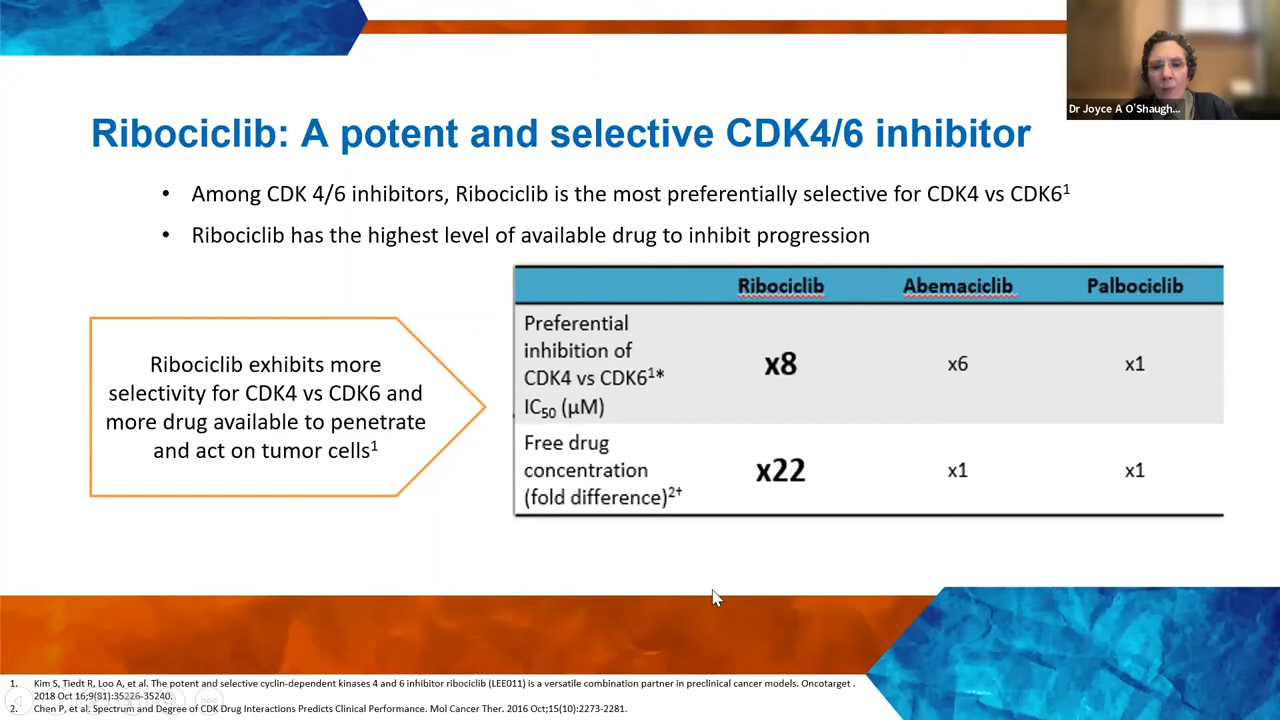 Dr Joyce A O'Shaugh...
Ribociclib: A potent and selective CDK4/6 inhibitor
• Among CDK 4/6 inhibitors, Ribociclib is the most preferentially selective for CDK4 vs CDK6¹
• Ribociclib has the highest level of available drug to inhibit progression
Ribociclib exhibits more
selectivity for CDK4 vs CDK6 and
more drug available to penetrate
and act on tumor cells¹
Ribociclib Abemaciclib Palbociclib
Preferential
inhibition of
CDK4 vs CDK6¹*
IC₅₀ (µM)
x8 x6 x1
Free drug
concentration
(fold difference)²⁺
x22 x1 x1
1. Kim S, Tiedt R, Loo A, et al. The potent and selective cyclin-dependent kinases 4 and 6 inhibitor ribociclib (LEE011) is a versatile combination partner in preclinical cancer models. Oncotarget .
2018 Oct 16;9(81):35226-35240.
2. Chen P, et al. Spectrum and Degree of CDK Drug Interactions Predicts Clinical Performance. Mol Cancer Ther. 2016 Oct;15(10):2273-2281.